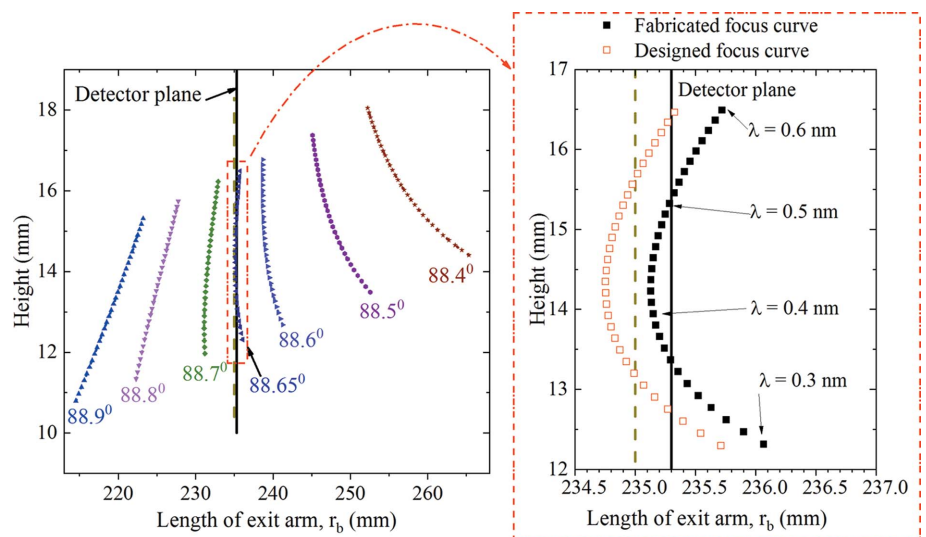 Fabricated focus curve
Designed focus curve
Detector plane
18
16
14
12
10
Height (mm)
88.9⁰
88.8⁰
88.7⁰
88.65⁰
88.6⁰
88.5⁰
88.4⁰
220 230 240 250 260
Length of exit arm, r_b (mm)
Detector plane
λ = 0.6 nm
λ = 0.5 nm
λ = 0.4 nm
λ = 0.3 nm
17
16
15
14
13
12
Height (mm)
234.5 235.0 235.5 236.0 236.5 237.0
Length of exit arm, r_b (mm)